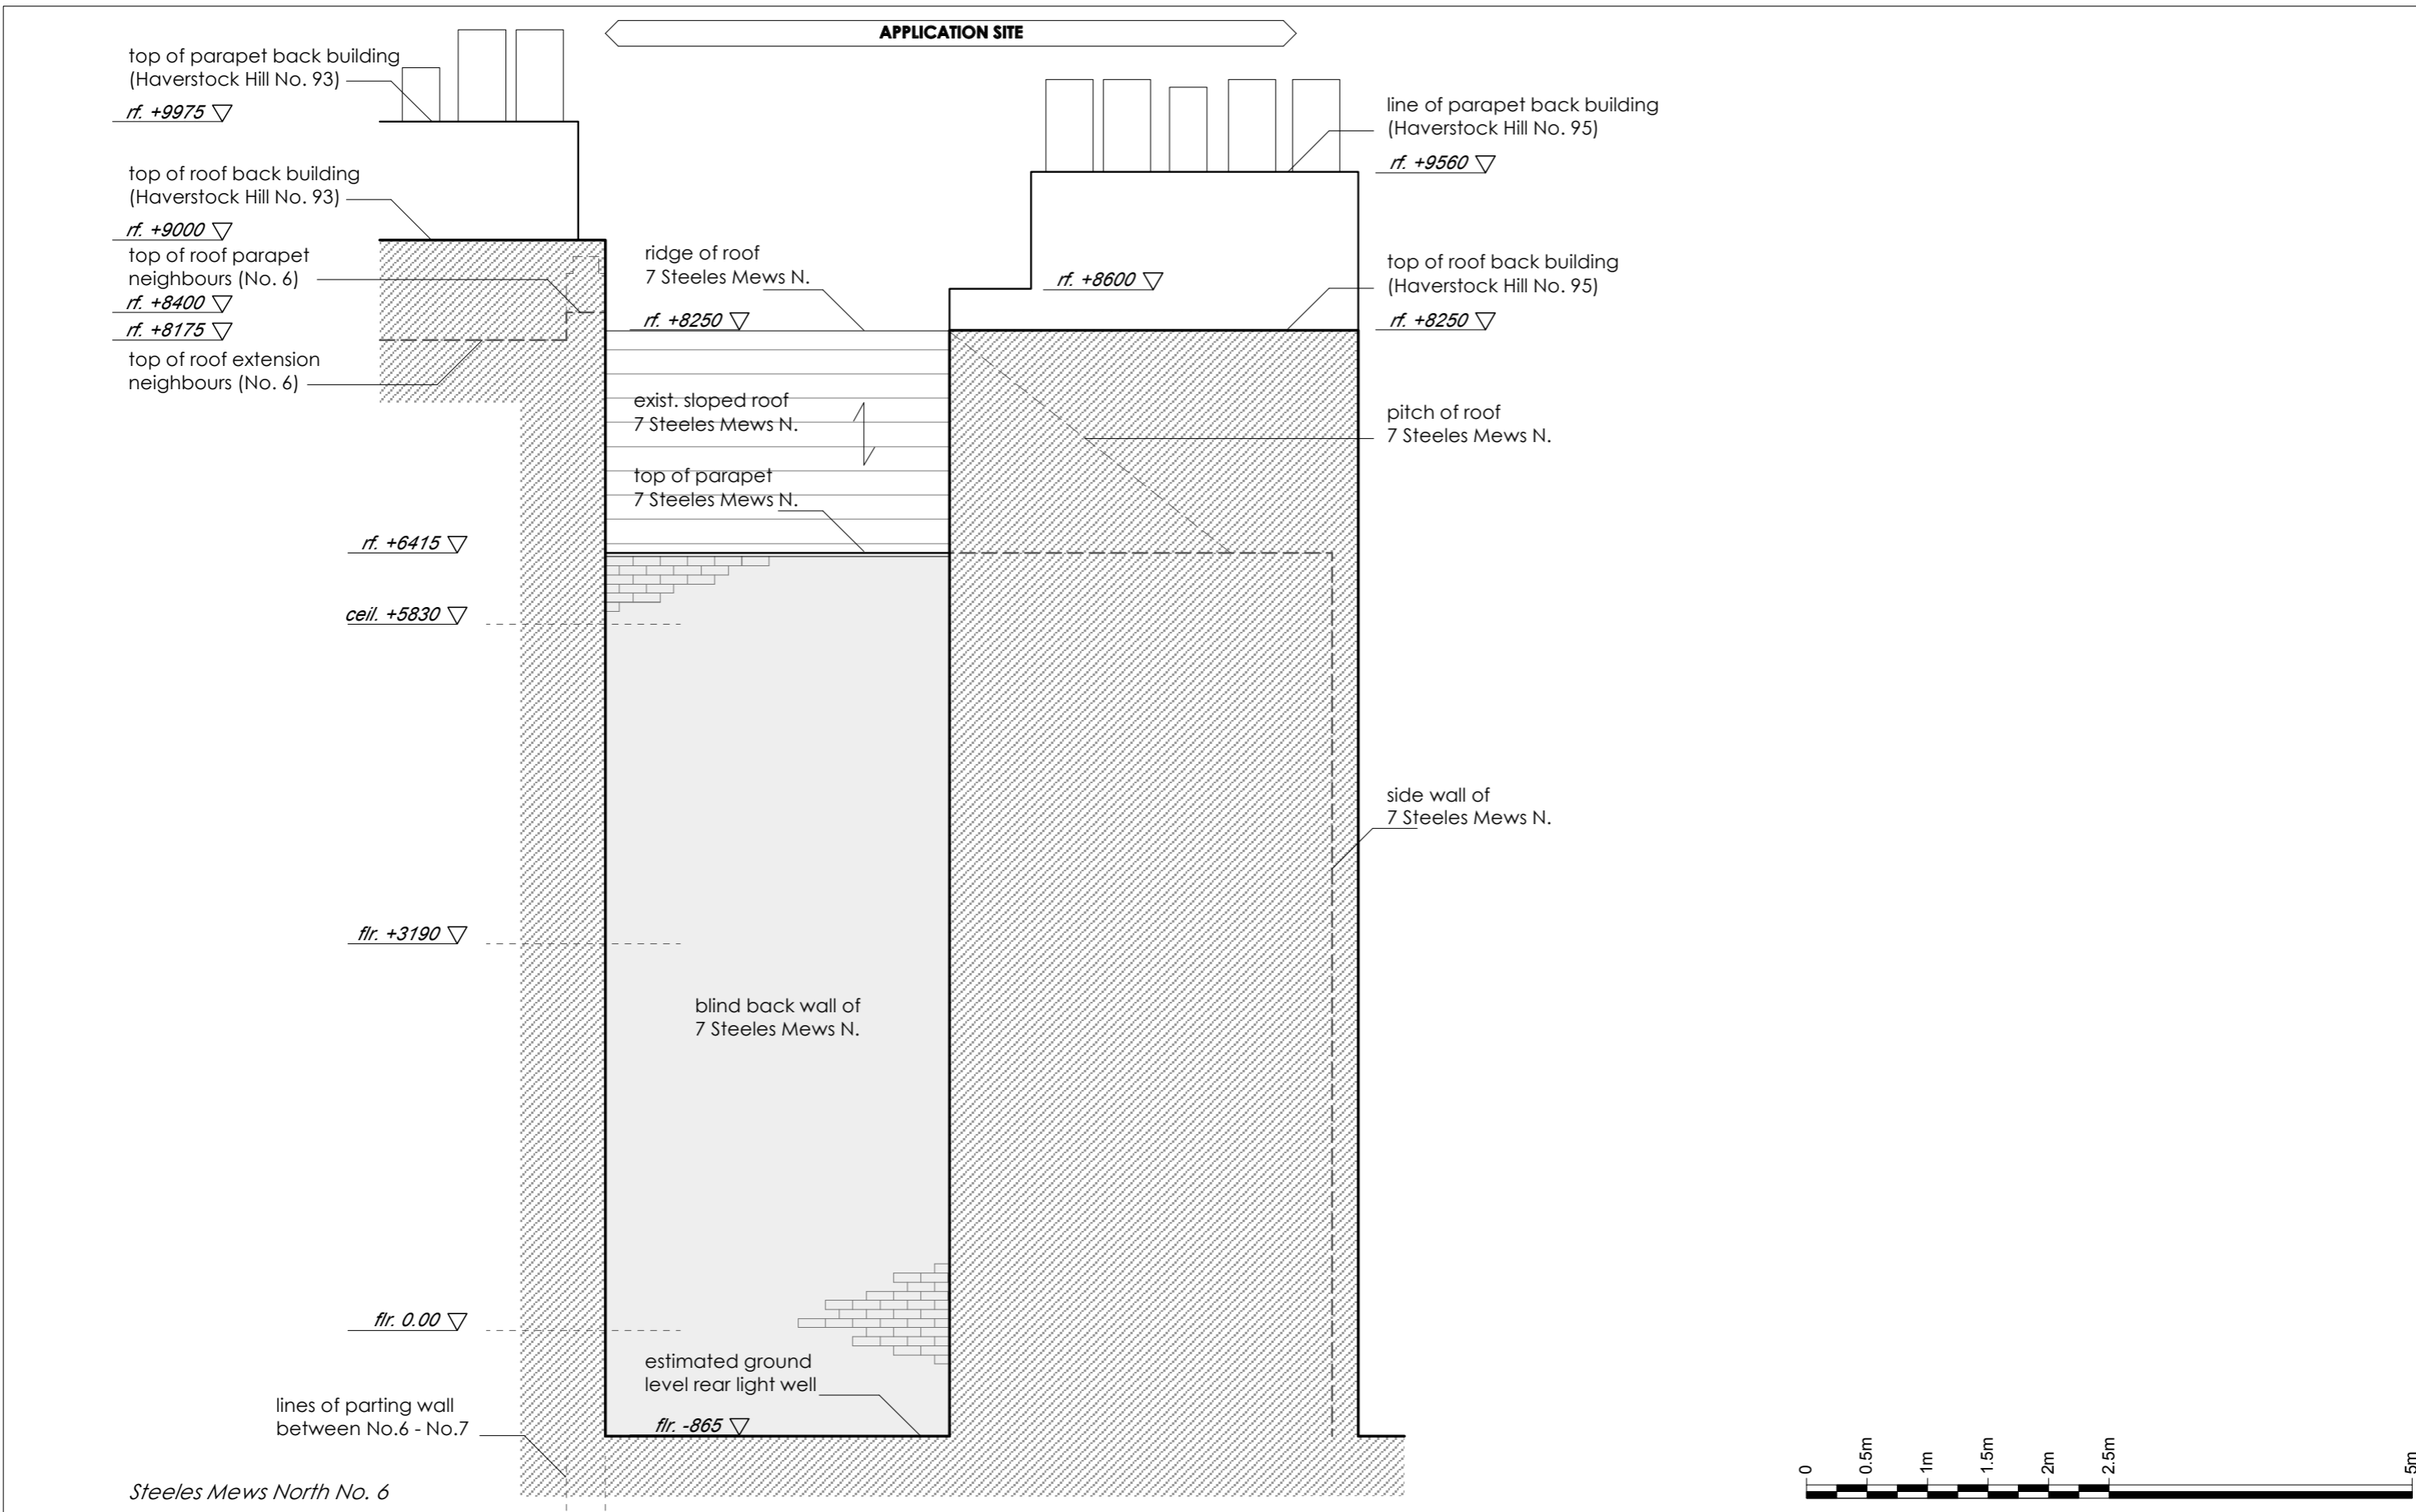 APPLICATION SITE
top of parapet back building
(Haverstock Hill No. 93)
rf. +9975
top of roof back building
(Haverstock Hill No. 93)
rf. +9000
top of roof parapet
neighbours (No. 6)
rf. +8400
rf. +8175
top of roof extension
neighbours (No. 6)
rf. +6415
ceil. +5830
flr. +3190
flr. 0.00
lines of parting wall
between No.6 - No.7
Steeles Mews North No. 6
ridge of roof
7 Steeles Mews N.
rf. +8250
exist. sloped roof
7 Steeles Mews N.
top of parapet
7 Steeles Mews N.
blind back wall of
7 Steeles Mews N.
estimated ground
level rear light well
flr. -865
rf. +8600
line of parapet back building
(Haverstock Hill No. 95)
rf. +9560
top of roof back building
(Haverstock Hill No. 95)
rf. +8250
pitch of roof
7 Steeles Mews N.
side wall of
7 Steeles Mews N.
0
0.5m
1m
1.5m
2m
2.5m
5m